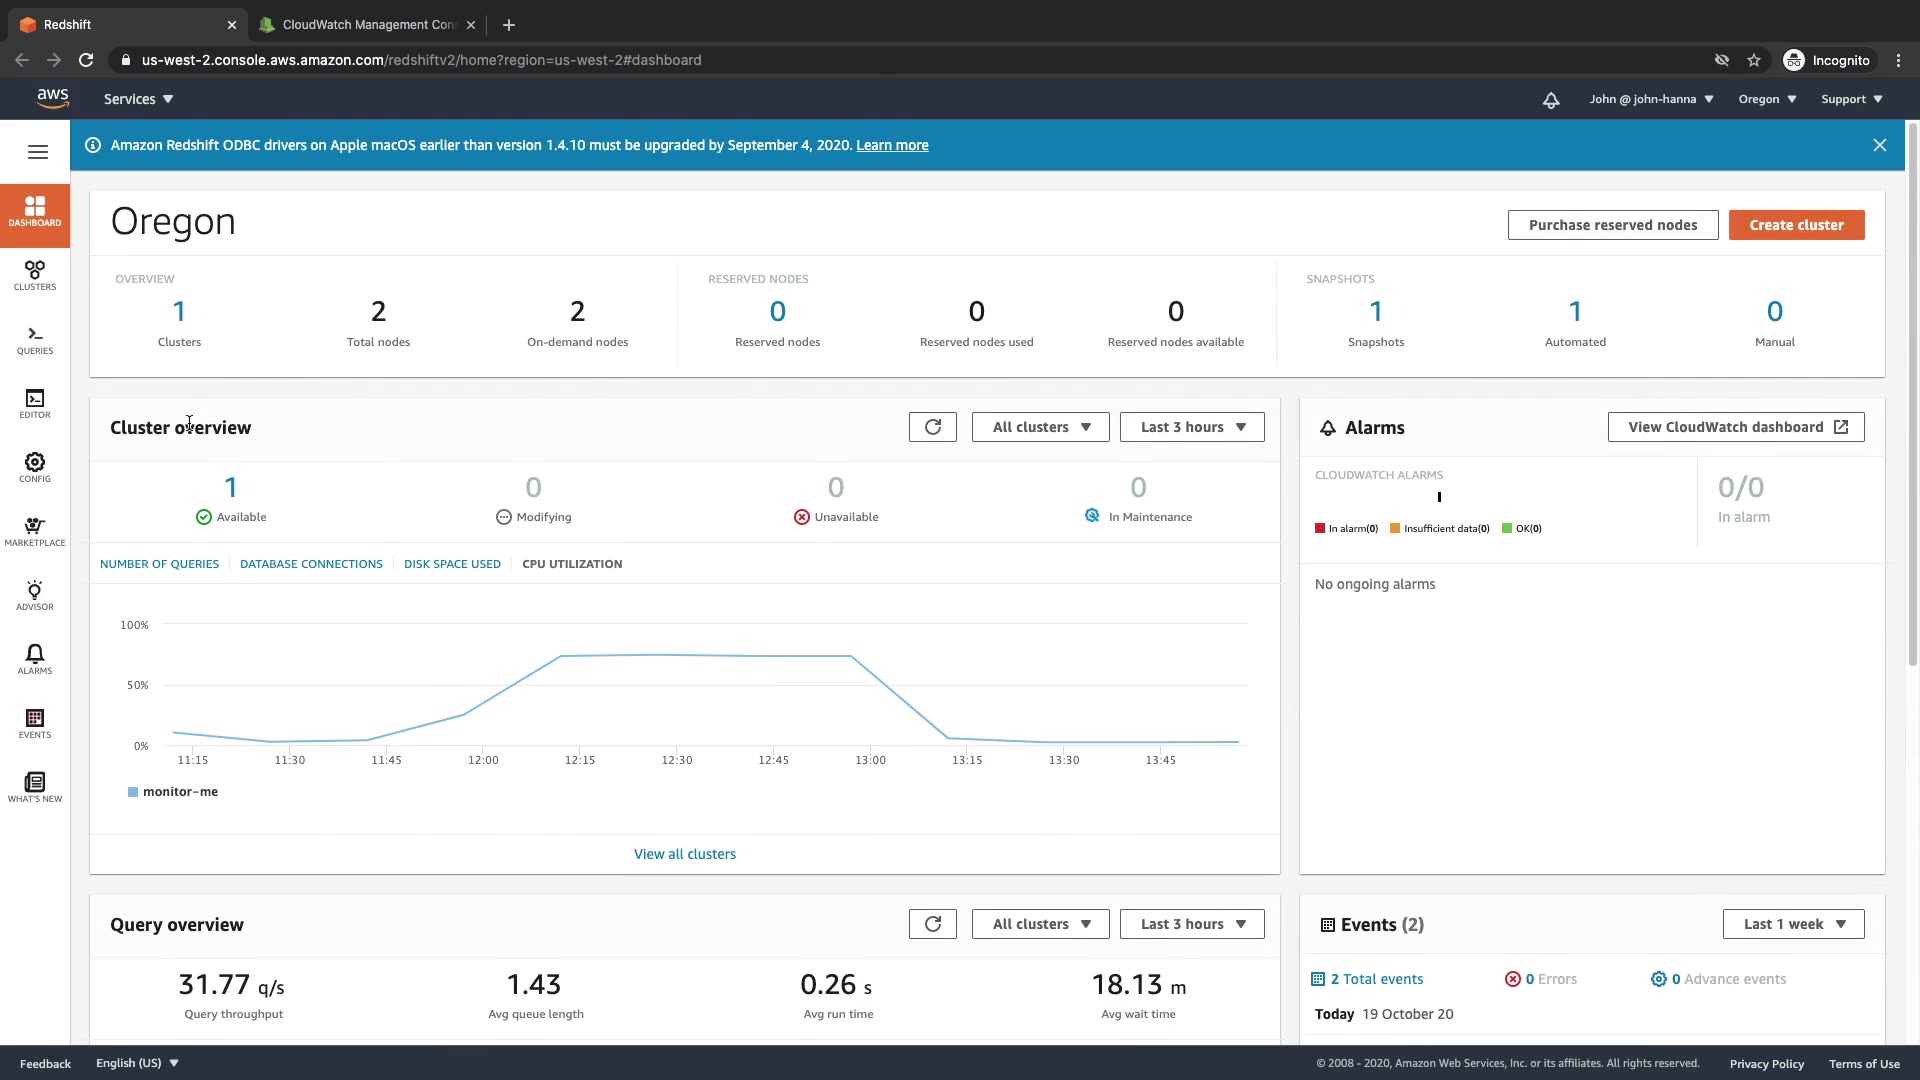 Redshift
CloudWatch Management Con
us-west-2.console.aws.amazon.com/redshiftv2/home?region=us-west-2#dashboard
Incognito
aws
Services
John @ john-hanna
Oregon
Support
Amazon Redshift ODBC drivers on Apple macOS earlier than version 1.4.10 must be upgraded by September 4, 2020. Learn more
DASHBOARD
CLUSTERS
QUERIES
EDITOR
CONFIG
MARKETPLACE
ADVISOR
ALARMS
EVENTS
WHAT'S NEW
Oregon
Purchase reserved nodes
Create cluster
OVERVIEW
1 2 2
Clusters Total nodes On-demand nodes
RESERVED NODES
0 0 0
Reserved nodes Reserved nodes used Reserved nodes available
SNAPSHOTS
1 1 0
Snapshots Automated Manual
Cluster overview
All clusters
Last 3 hours
1 0 0 0
Available Modifying Unavailable In Maintenance
NUMBER OF QUERIES DATABASE CONNECTIONS DISK SPACE USED CPU UTILIZATION
100%
50%
0%
11:15 11:30 11:45 12:00 12:15 12:30 12:45 13:00 13:15 13:30 13:45
monitor-me
View all clusters
Alarms
View CloudWatch dashboard
CLOUDWATCH ALARMS
0/0
In alarm
In alarm(0) Insufficient data(0) OK(0)
No ongoing alarms
Query overview
All clusters
Last 3 hours
31.77 q/s 1.43 0.26 s 18.13 m
Query throughput Avg queue length Avg run time Avg wait time
Events (2)
Last 1 week
2 Total events 0 Errors 0 Advance events
Today 19 October 20
Feedback
English (US)
© 2008 - 2020, Amazon Web Services, Inc. or its affiliates. All rights reserved.
Privacy Policy
Terms of Use